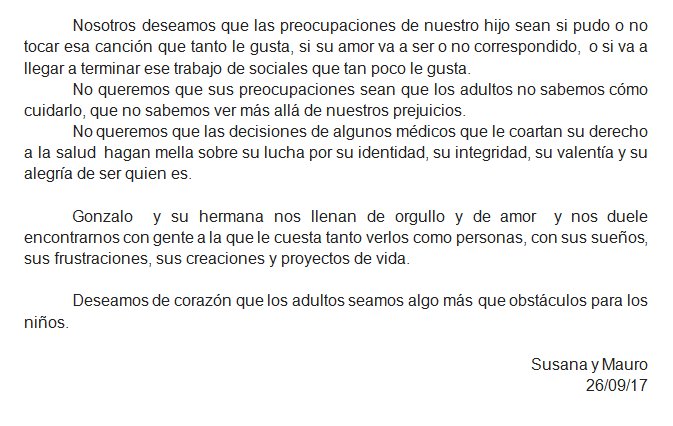 Nosotros deseamos que las preocupaciones de nuestro hijo sean si pudo o no
tocar esa canción que tanto le gusta, si su amor va a ser o no correspondido, o si va a
llegar a terminar ese trabajo de sociales que tan poco le gusta.
No queremos que sus preocupaciones sean que los adultos no sabemos cómo
cuidarlo, que no sabemos ver más allá de nuestros prejuicios.
No queremos que las decisiones de algunos médicos que le coartan su derecho
a la salud hagan mella sobre su lucha por su identidad, su integridad, su valentía y su
alegría de ser quien es.
Gonzalo y su hermana nos llenan de orgullo y de amor y nos duele
encontrarnos con gente a la que le cuesta tanto verlos como personas, con sus sueños,
sus frustraciones, sus creaciones y proyectos de vida.
Deseamos de corazón que los adultos seamos algo más que obstáculos para los
niños.
Susana y Mauro
26/09/17